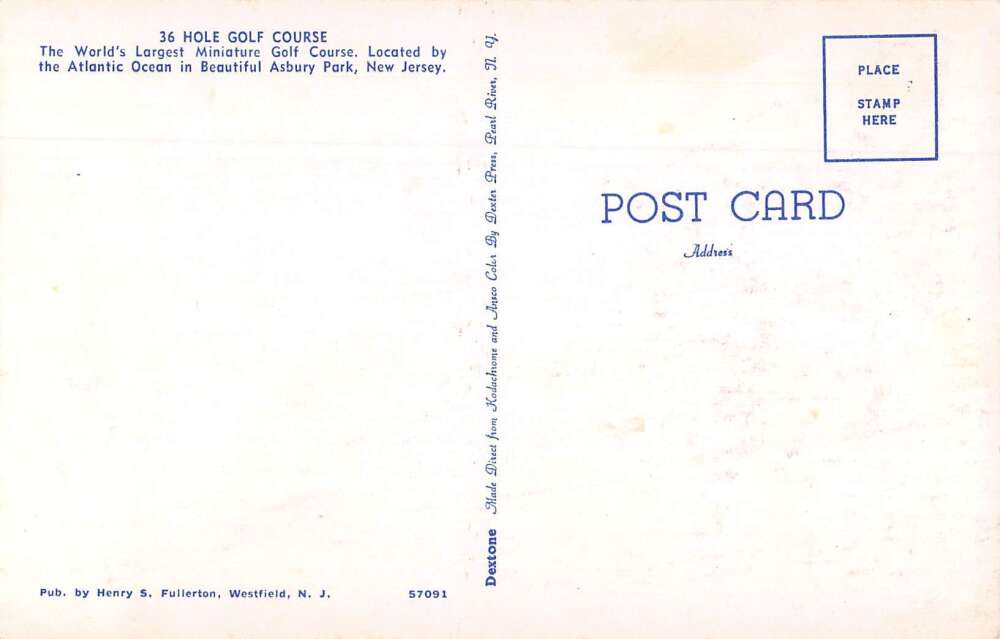 36 HOLE GOLF COURSE
The World's Largest Miniature Golf Course. Located by
the Atlantic Ocean in Beautiful Asbury Park, New Jersey.
Pub. by Henry S. Fullerton, Westfield, N. J. 57091
Dextone Made Direct from Kodachrome and Ansco Color By Dexter Press, Pearl River, N. Y.
PLACE
STAMP
HERE
POST CARD
Address